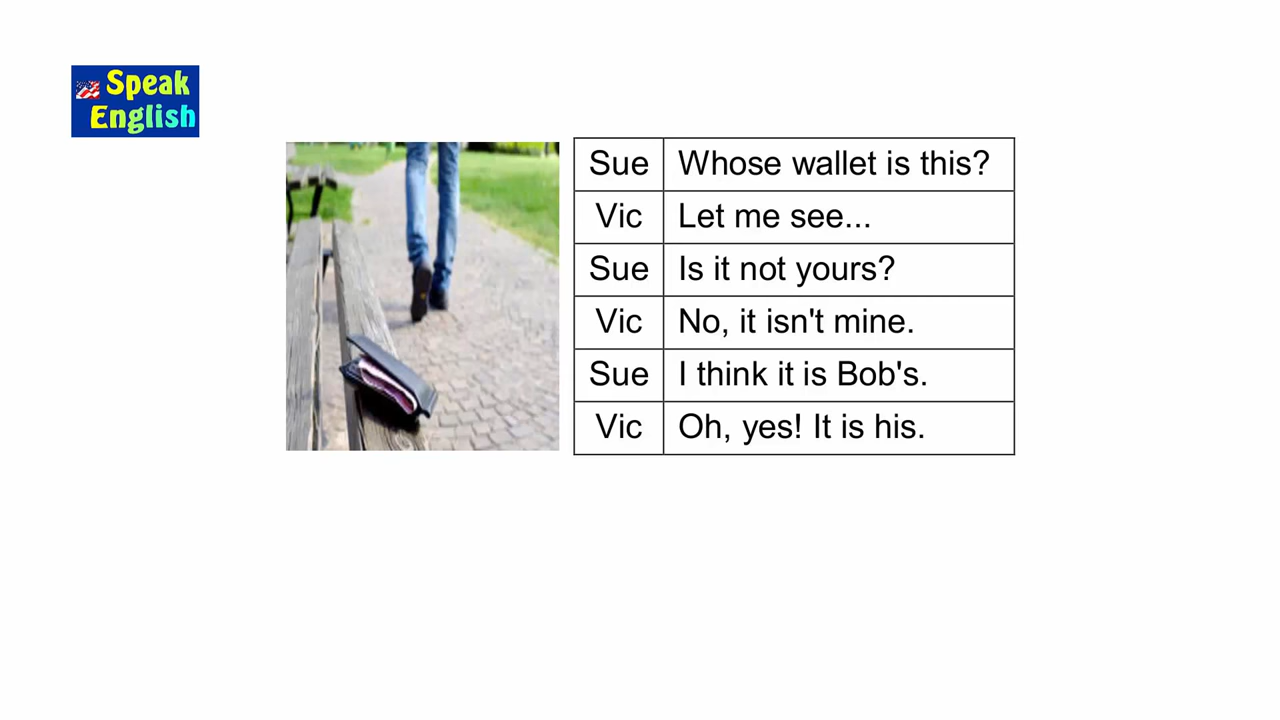 Speak
English
Sue Whose wallet is this?
Vic Let me see...
Sue Is it not yours?
Vic No, it isn't mine.
Sue I think it is Bob's.
Vic Oh, yes! It is his.